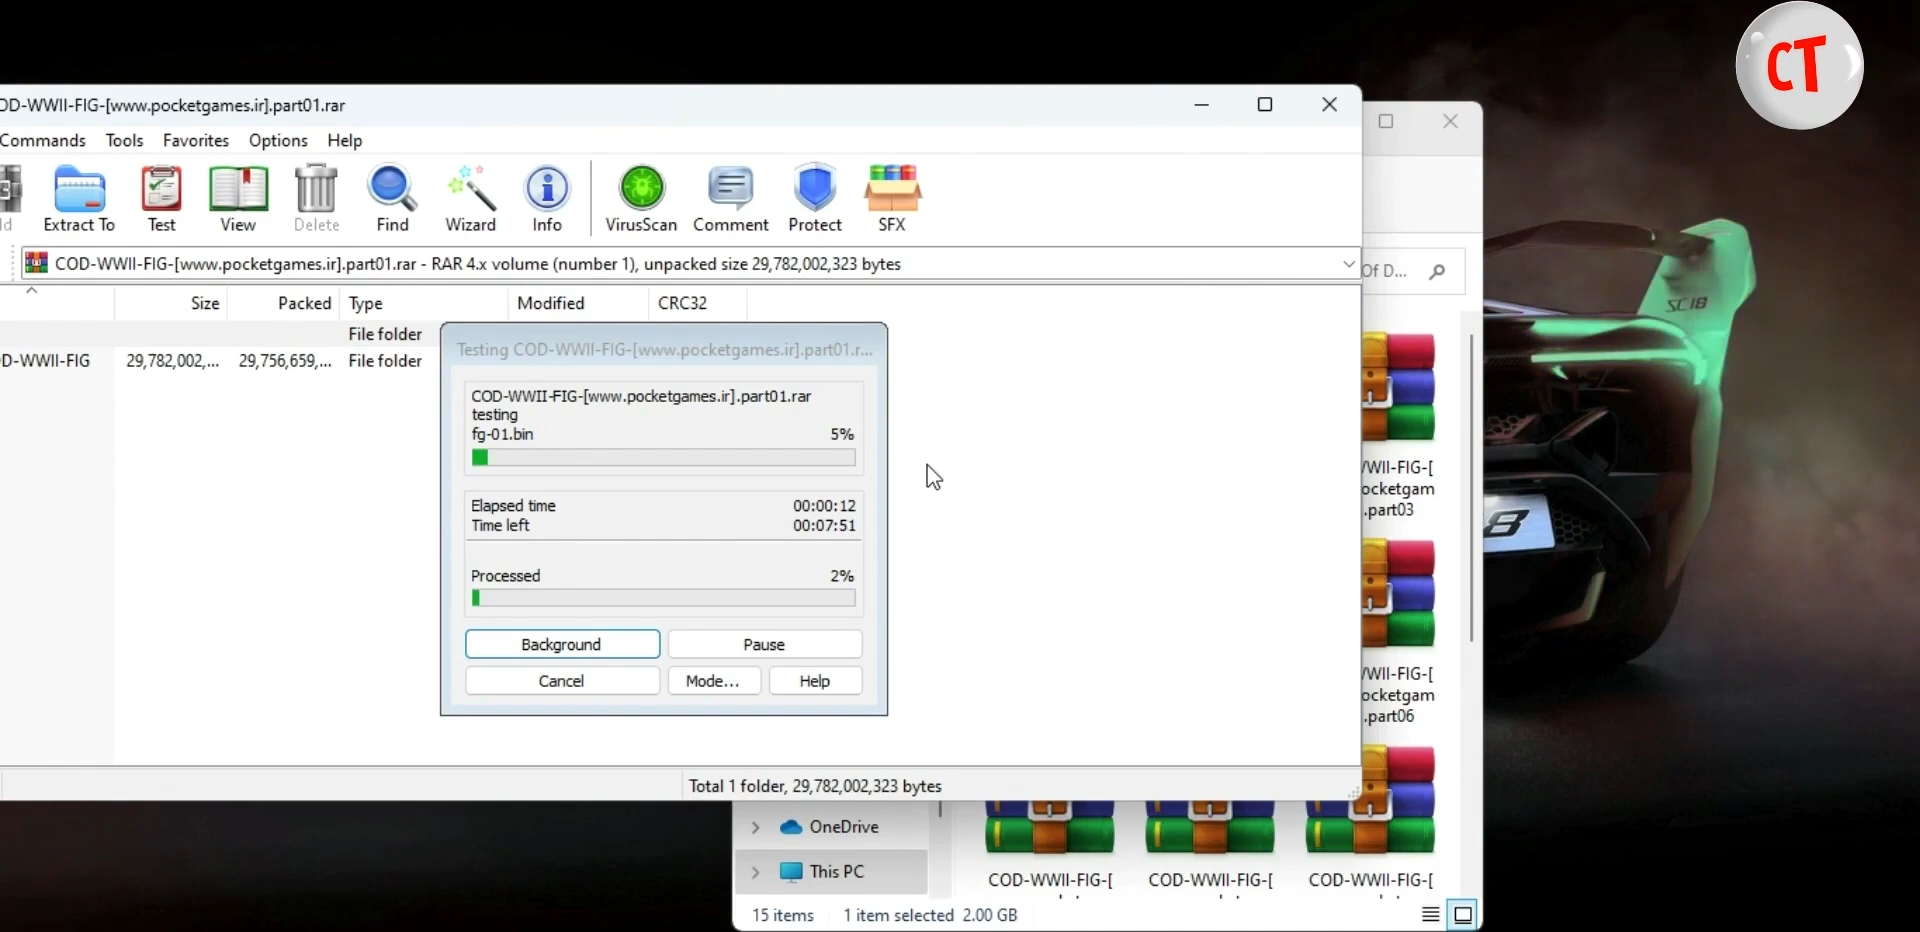 CT
OD-WWII-FIG-[www.pocketgames.ir].part01.rar
Commands Tools Favorites Options Help
Extract To Test View Delete Find Wizard Info VirusScan Comment Protect SFX
COD-WWII-FIG-[www.pocketgames.ir].part01.rar - RAR 4.x volume (number 1), unpacked size 29,782,002,323 bytes
Of D...
Size Packed Type Modified CRC32
File folder
D-WWII-FIG 29,782,002,... 29,756,659,... File folder
Testing COD-WWII-FIG-[www.pocketgames.ir].part01.r...
COD-WWII-FIG-[www.pocketgames.ir].part01.rar
testing
fg-01.bin 5%
Elapsed time 00:00:12
Time left 00:07:51
Processed 2%
Background Pause
Cancel Mode... Help
Total 1 folder, 29,782,002,323 bytes
WII-FIG-[
ocketgam
.part03
WII-FIG-[
ocketgam
.part06
SC18
8
OneDrive
This PC
COD-WWII-FIG-[ COD-WWII-FIG-[ COD-WWII-FIG-[
15 items 1 item selected 2.00 GB